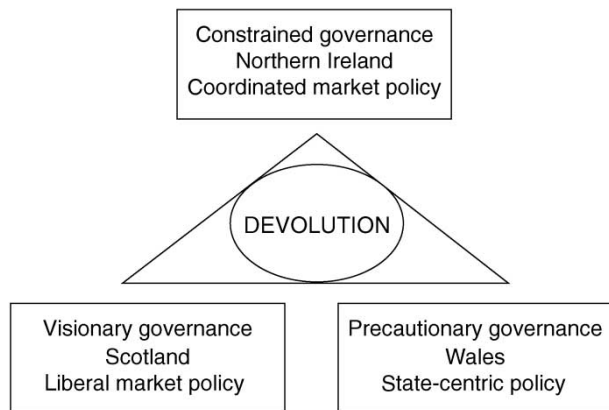 Constrained governance
Northern Ireland
Coordinated market policy
DEVOLUTION
Visionary governance
Scotland
Liberal market policy
Precautionary governance
Wales
State-centric policy